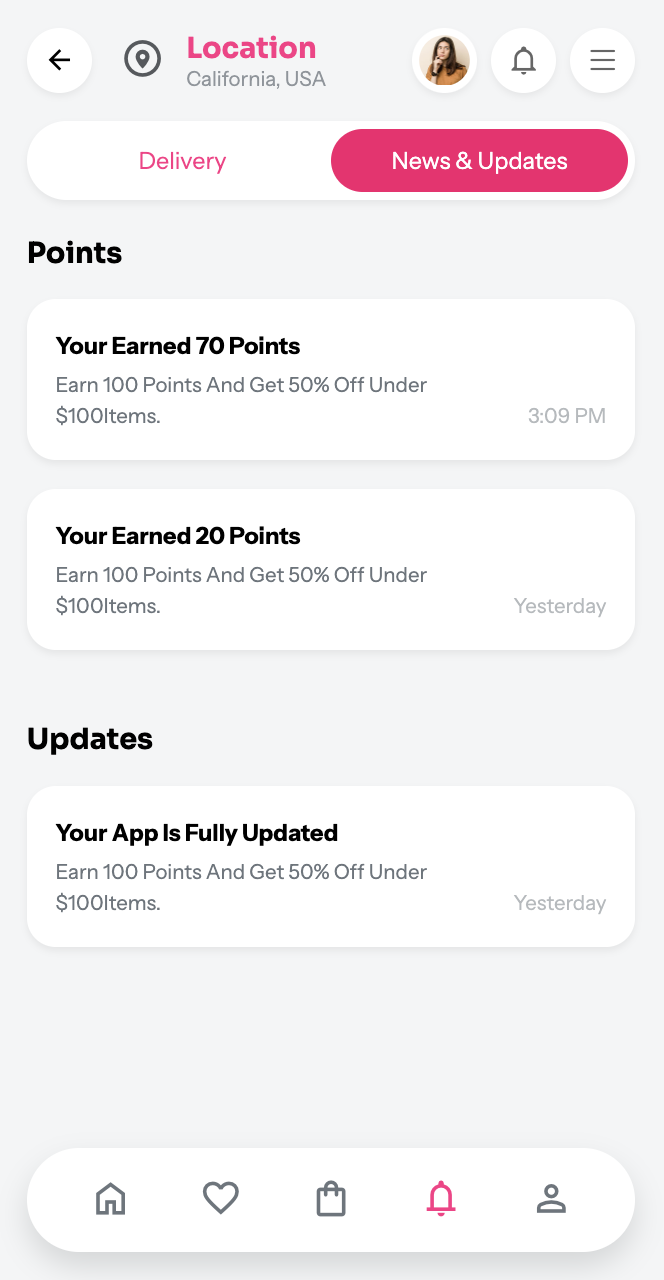 Location
California, USA
Delivery
News & Updates
Points
Your Earned 70 Points
Earn 100 Points And Get 50% Off Under
$100Items.
3:09 PM
Your Earned 20 Points
Earn 100 Points And Get 50% Off Under
$100Items.
Yesterday
Updates
Your App Is Fully Updated
Earn 100 Points And Get 50% Off Under
$100Items.
Yesterday